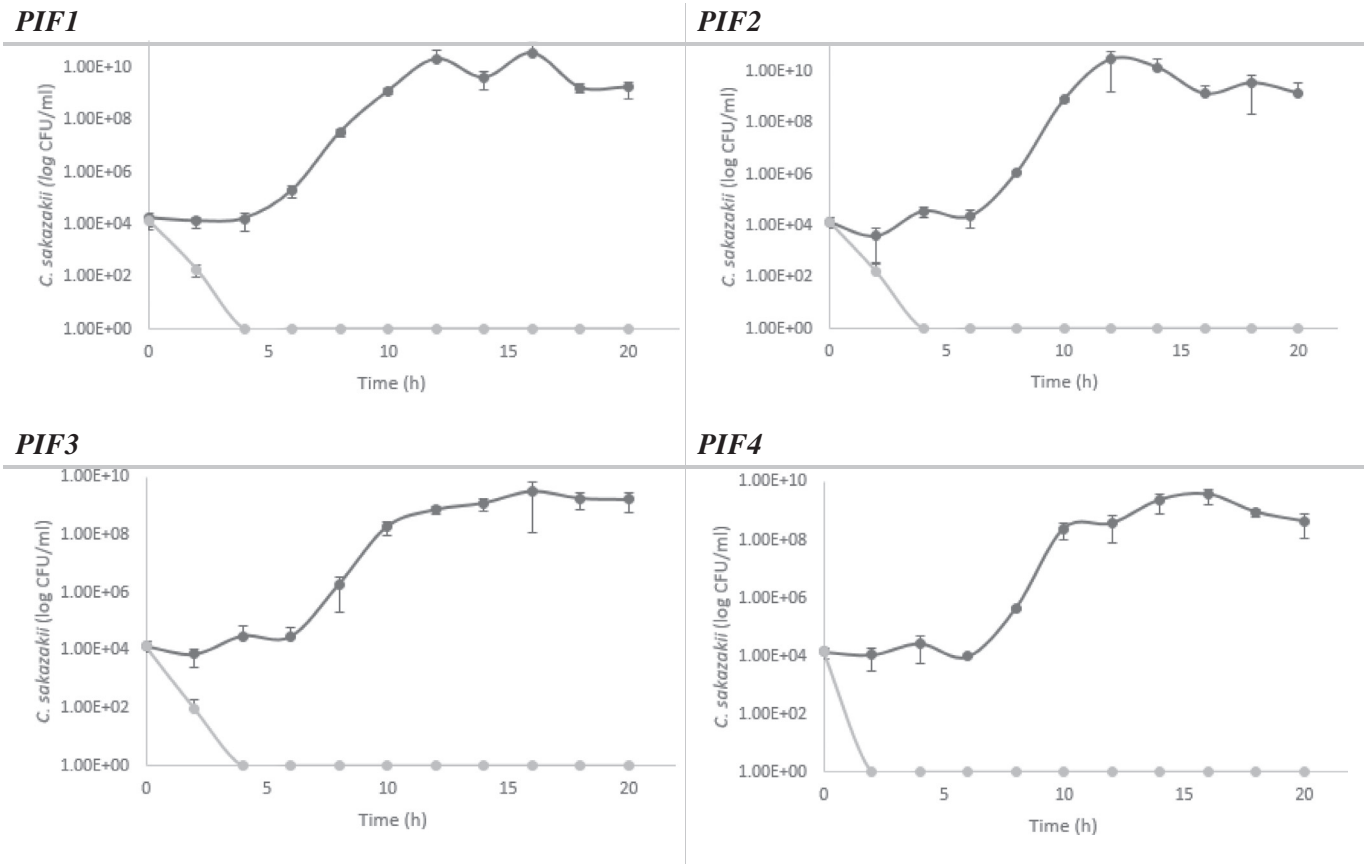 PIF1
C. sakazakii (log CFU/ml)
1.00E+10
1.00E+08
1.00E+06
1.00E+04
1.00E+02
1.00E+00
0 5 10 15 20
Time (h)
PIF2
C. sakazakii (log CFU/ml)
1.00E+10
1.00E+08
1.00E+06
1.00E+04
1.00E+02
1.00E+00
0 5 10 15 20
Time (h)
PIF3
C. sakazakii (log CFU/ml)
1.00E+10
1.00E+08
1.00E+06
1.00E+04
1.00E+02
1.00E+00
0 5 10 15 20
Time (h)
PIF4
C. sakazakii (log CFU/ml)
1.00E+10
1.00E+08
1.00E+06
1.00E+04
1.00E+02
1.00E+00
0 5 10 15 20
Time (h)